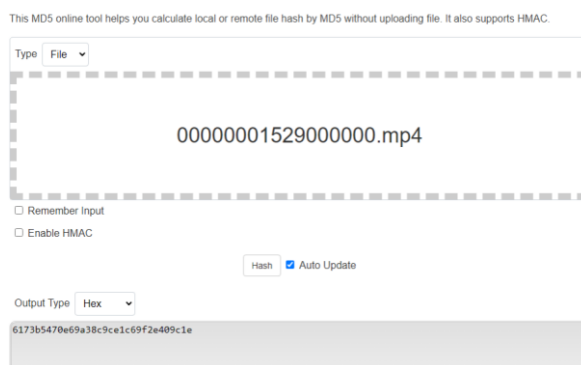 This MD5 online tool helps you calculate local or remote file hash by MD5 without uploading file. It also supports HMAC.
Type File
00000001529000000.mp4
Remember Input
Enable HMAC
Hash Auto Update
Output Type Hex
6173b5470e69a38c9ce1c69f2e409c1e